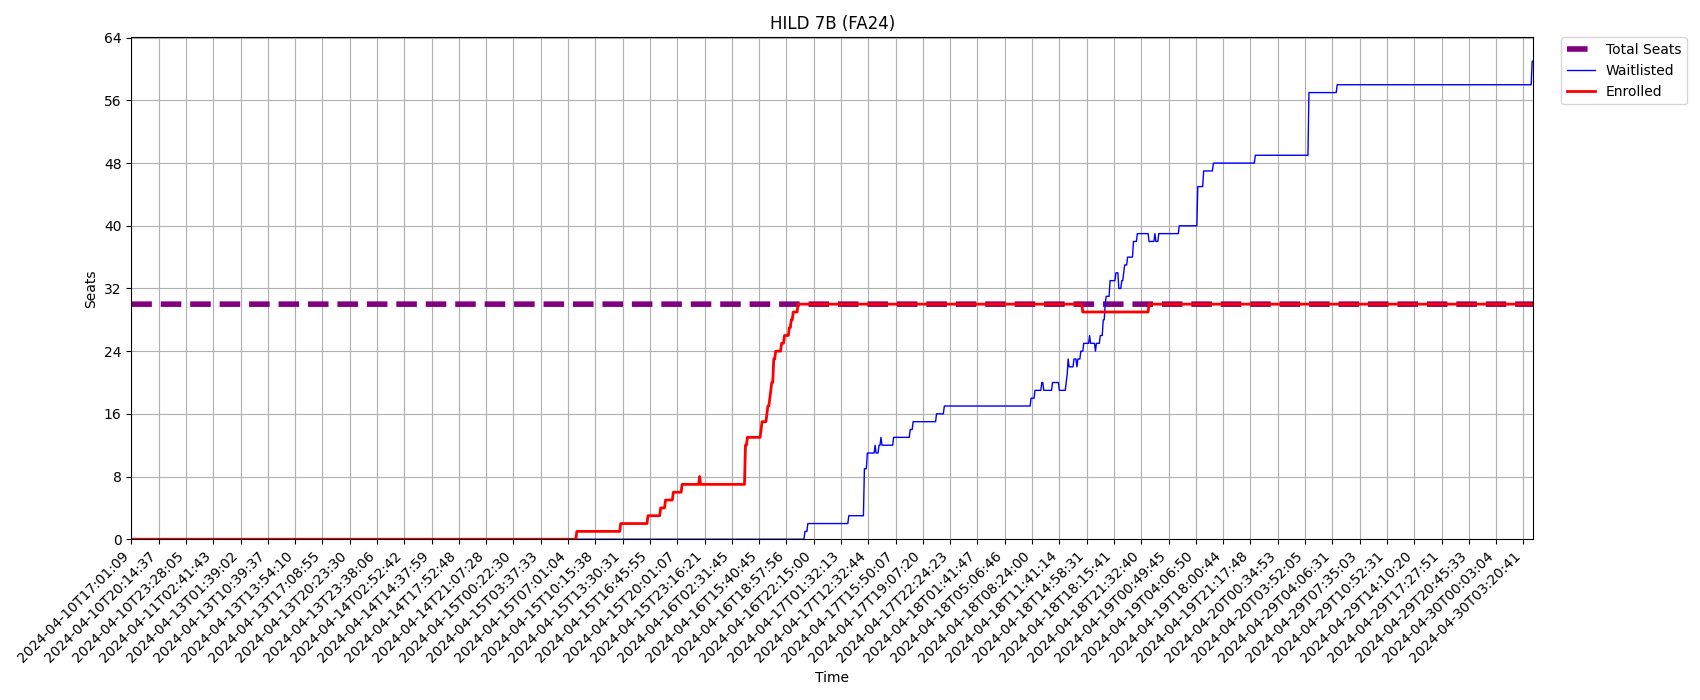 HILD 7B (FA24)
Total Seats
Waitlisted
Enrolled
Seats
64
56
48
40
32
24
16
8
0
2024-04-10T17:01:09
2024-04-10T20:14:37
2024-04-10T23:28:05
2024-04-11T02:41:43
2024-04-13T01:39:02
2024-04-13T10:39:37
2024-04-13T13:54:10
2024-04-13T17:08:55
2024-04-13T20:23:30
2024-04-13T23:38:06
2024-04-14T02:52:42
2024-04-14T14:37:59
2024-04-14T17:52:48
2024-04-14T21:07:28
2024-04-15T00:22:30
2024-04-15T03:37:33
2024-04-15T07:01:04
2024-04-15T10:15:38
2024-04-15T13:30:31
2024-04-15T16:45:55
2024-04-15T20:01:07
2024-04-15T23:16:21
2024-04-16T02:31:45
2024-04-16T15:40:45
2024-04-16T18:57:56
2024-04-16T22:15:00
2024-04-17T01:32:13
2024-04-17T12:32:44
2024-04-17T15:50:07
2024-04-17T19:07:20
2024-04-17T22:24:23
2024-04-18T01:41:47
2024-04-18T05:06:46
2024-04-18T08:24:00
2024-04-18T11:41:14
2024-04-18T14:58:31
2024-04-18T18:15:41
2024-04-18T21:32:40
2024-04-19T00:49:45
2024-04-19T04:06:50
2024-04-19T18:00:44
2024-04-19T21:17:48
2024-04-20T00:34:53
2024-04-20T03:52:05
2024-04-29T04:06:31
2024-04-29T07:35:03
2024-04-29T10:52:31
2024-04-29T14:10:20
2024-04-29T17:27:51
2024-04-29T20:45:33
2024-04-30T00:03:04
2024-04-30T03:20:41
Time